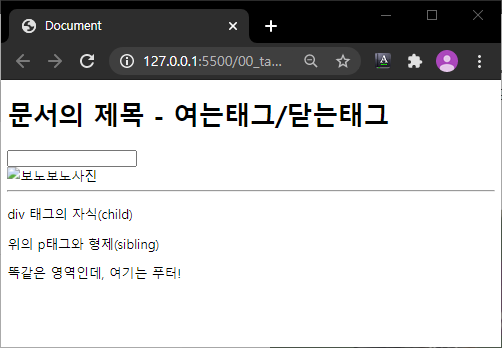 Document
127.0.0.1:5500/00_ta...
문서의 제목 - 여는태그/닫는태그
보노보노사진
div 태그의 자식(child)
위의 p태그와 형제(sibling)
똑같은 영역인데, 여기는 푸터!